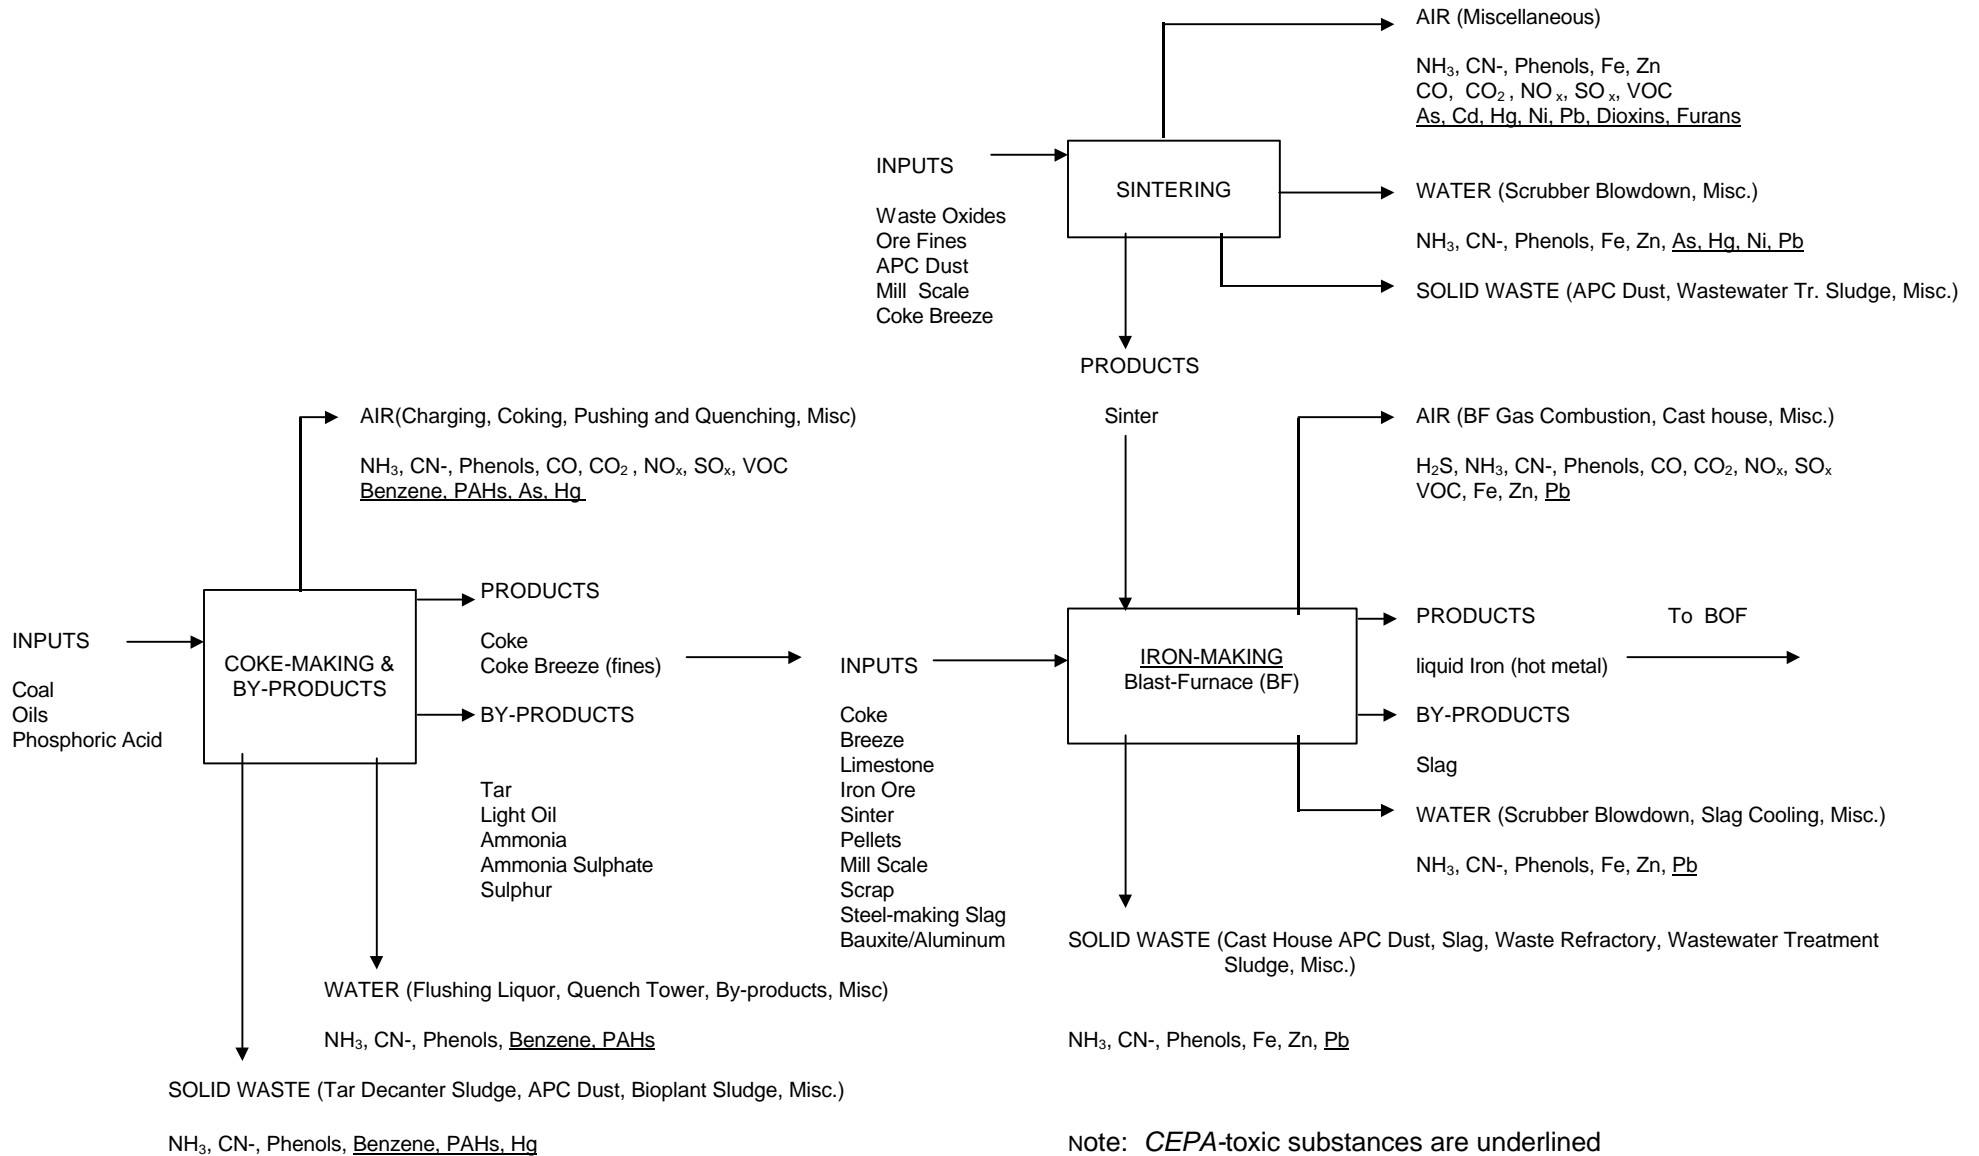 AIR (Miscellaneous)
NH₃, CN-, Phenols, Fe, Zn
CO, CO₂ , NO ₓ, SO ₓ, VOC
As, Cd, Hg, Ni, Pb, Dioxins, Furans
INPUTS
Waste Oxides
Ore Fines
APC Dust
Mill Scale
Coke Breeze
SINTERING
WATER (Scrubber Blowdown, Misc.)
NH₃, CN-, Phenols, Fe, Zn, As, Hg, Ni, Pb
SOLID WASTE (APC Dust, Wastewater Tr. Sludge, Misc.)
PRODUCTS
Sinter
AIR(Charging, Coking, Pushing and Quenching, Misc)
NH₃, CN-, Phenols, CO, CO₂ , NOₓ, SOₓ, VOC
Benzene, PAHs, As, Hg
INPUTS
Coal
Oils
Phosphoric Acid
COKE-MAKING &
BY-PRODUCTS
PRODUCTS
Coke
Coke Breeze (fines)
BY-PRODUCTS
Tar
Light Oil
Ammonia
Ammonia Sulphate
Sulphur
WATER (Flushing Liquor, Quench Tower, By-products, Misc)
NH₃, CN-, Phenols, Benzene, PAHs
SOLID WASTE (Tar Decanter Sludge, APC Dust, Bioplant Sludge, Misc.)
NH₃, CN-, Phenols, Benzene, PAHs, Hg
INPUTS
Coke
Breeze
Limestone
Iron Ore
Sinter
Pellets
Mill Scale
Scrap
Steel-making Slag
Bauxite/Aluminum
IRON-MAKING
Blast-Furnace (BF)
AIR (BF Gas Combustion, Cast house, Misc.)
H₂S, NH₃, CN-, Phenols, CO, CO₂, NOₓ, SOₓ
VOC, Fe, Zn, Pb
PRODUCTS
To BOF
liquid Iron (hot metal)
BY-PRODUCTS
Slag
WATER (Scrubber Blowdown, Slag Cooling, Misc.)
NH₃, CN-, Phenols, Fe, Zn, Pb
SOLID WASTE (Cast House APC Dust, Slag, Waste Refractory, Wastewater Treatment
Sludge, Misc.)
NH₃, CN-, Phenols, Fe, Zn, Pb
Note: CEPA-toxic substances are underlined